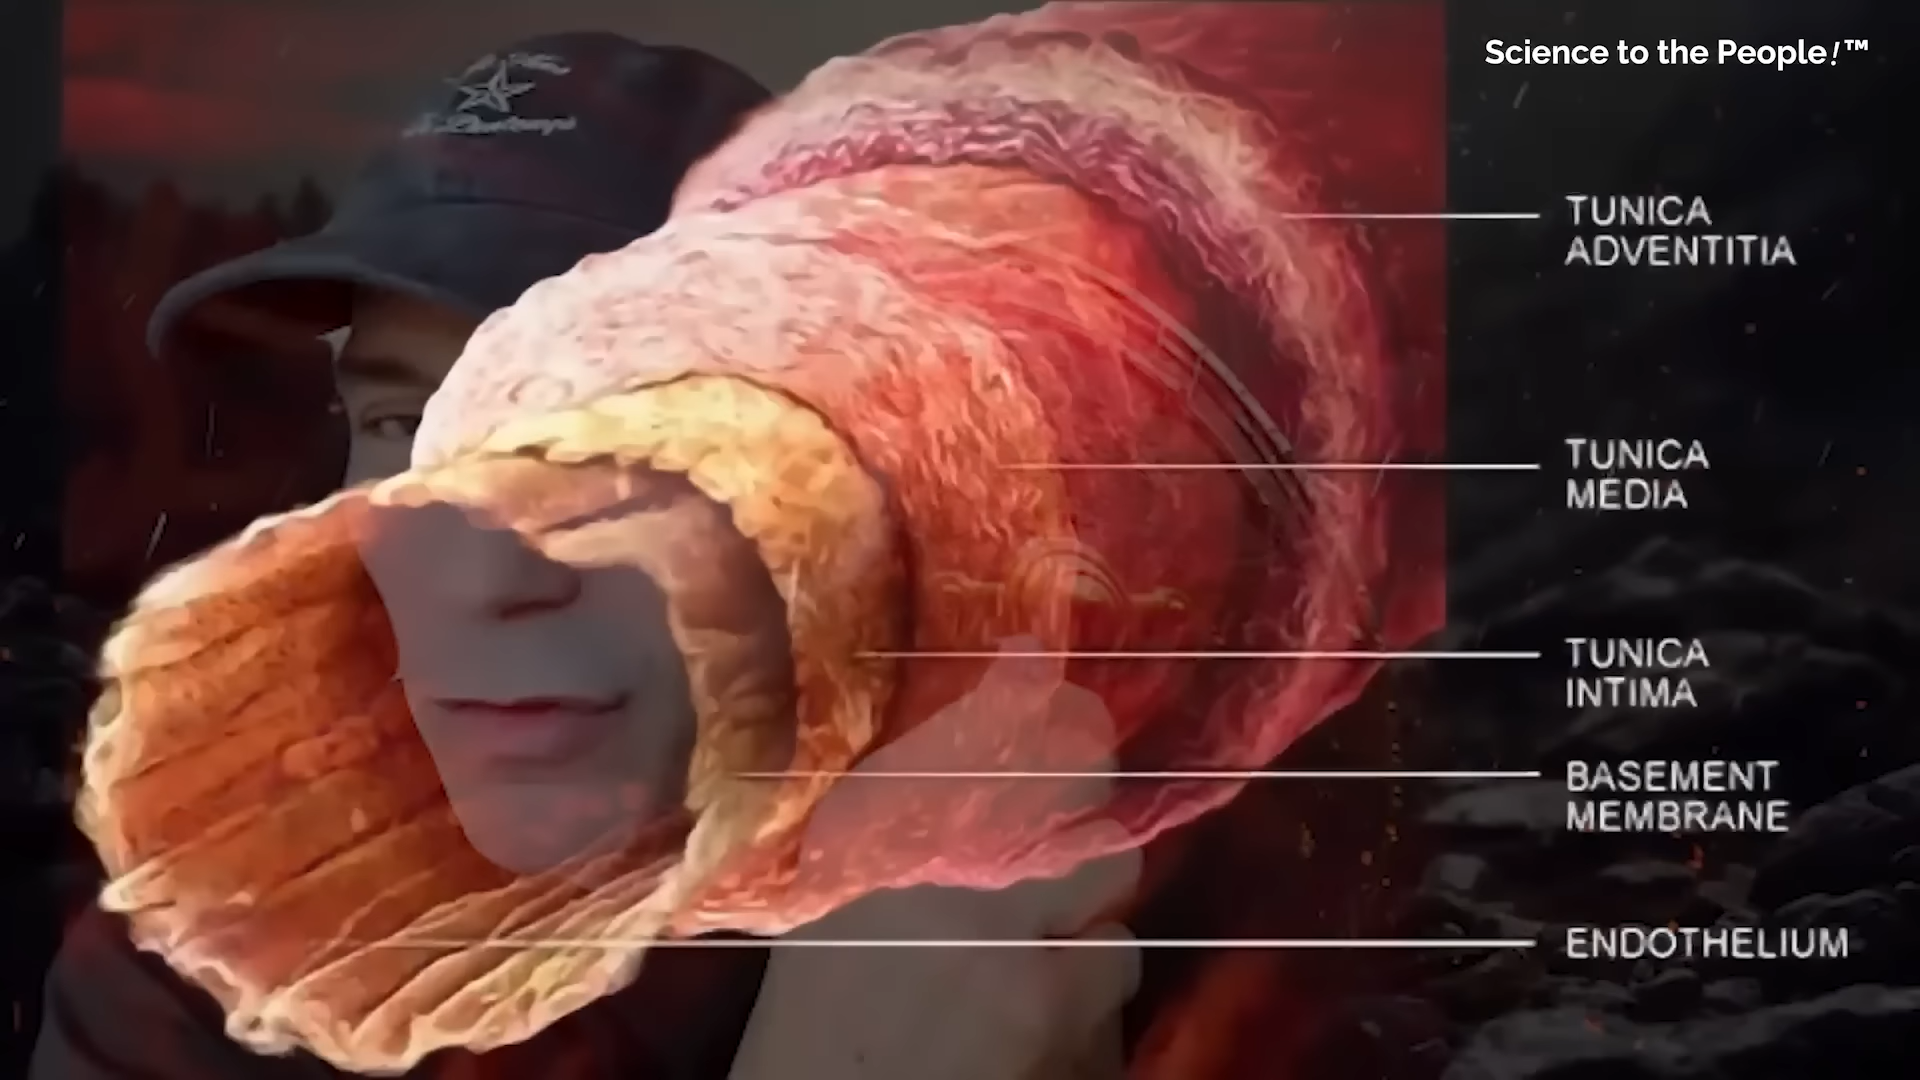 Science to the People!™
TUNICA
ADVENTITIA
TUNICA
MEDIA
TUNICA
INTIMA
BASEMENT
MEMBRANE
ENDOTHELIUM